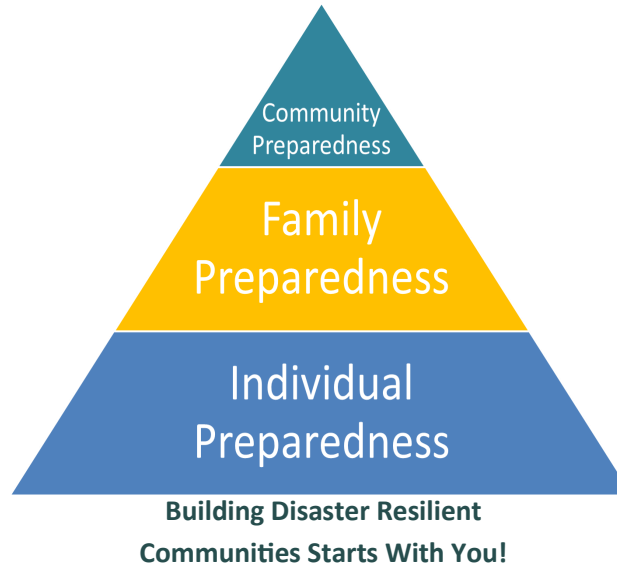 Community
Preparedness
Family
Preparedness
Individual
Preparedness
Building Disaster Resilient
Communities Starts With You!